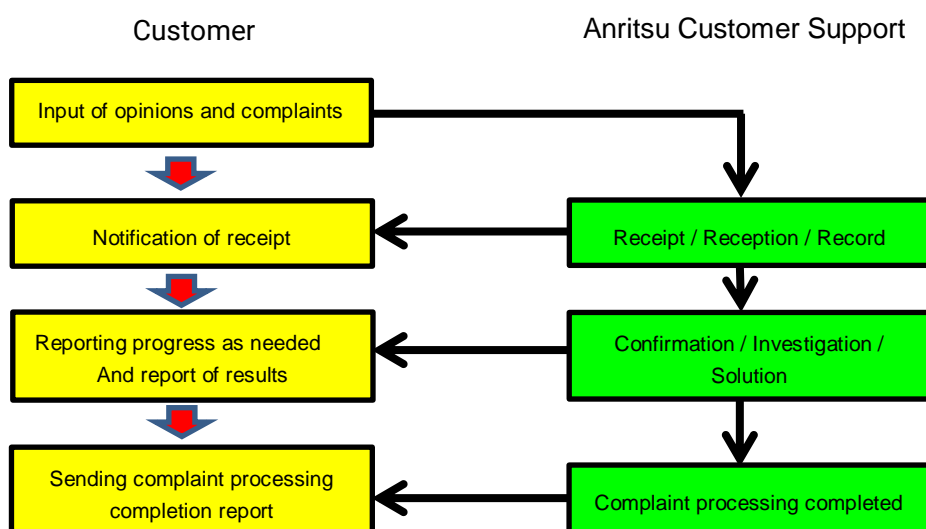 Customer
Anritsu Customer Support
Input of opinions and complaints
Notification of receipt
Receipt / Reception / Record
Reporting progress as needed
And report of results
Confirmation / Investigation /
Solution
Sending complaint processing
completion report
Complaint processing completed